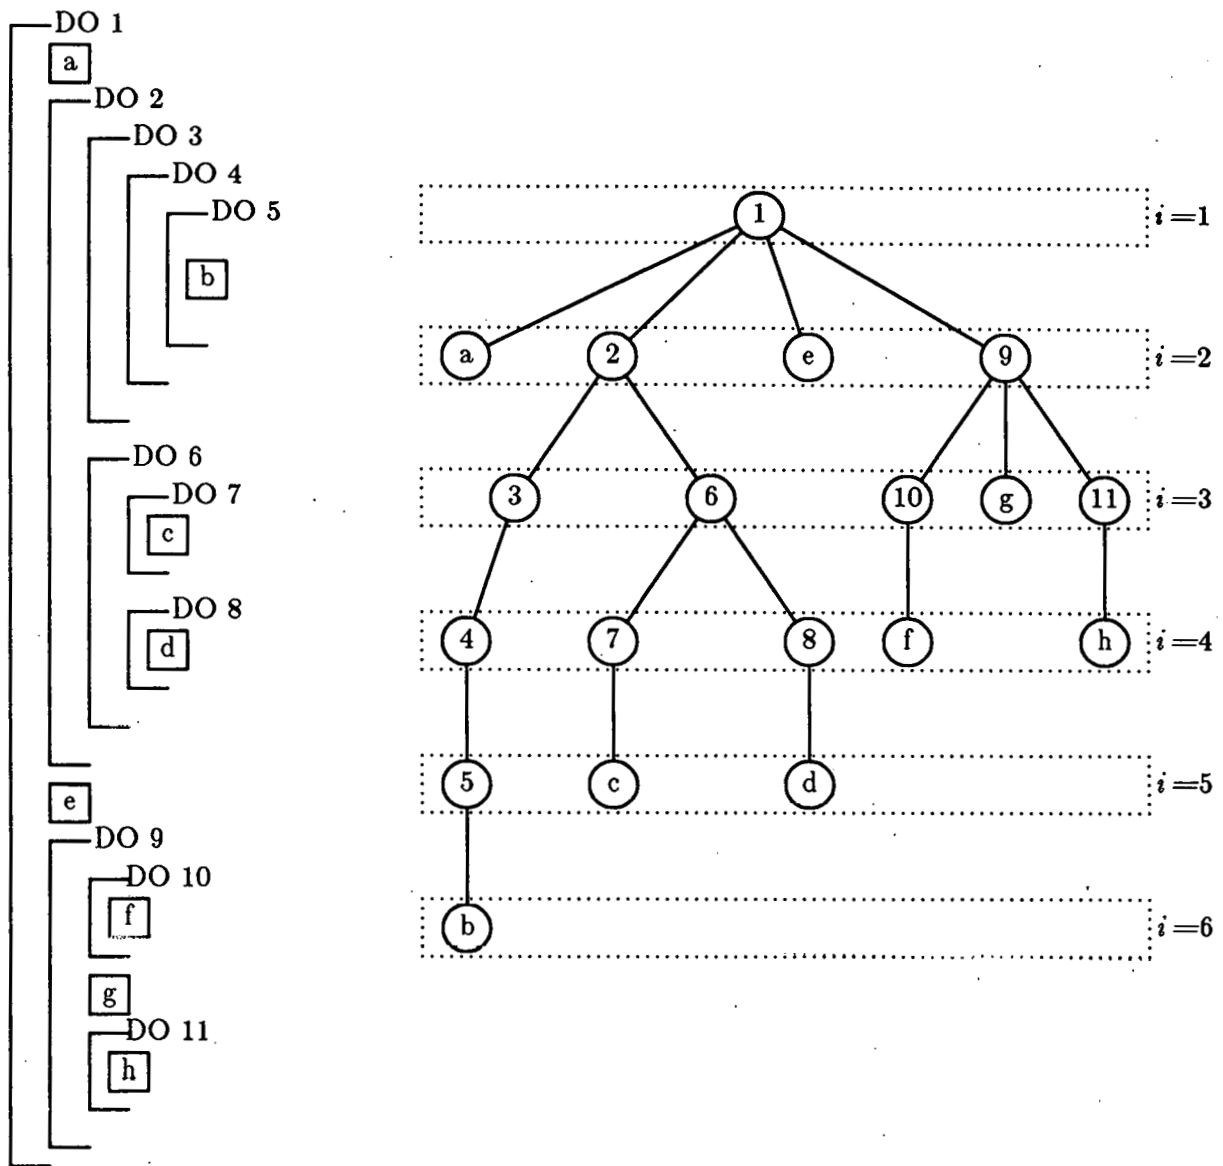 DO 1
a
DO 2
DO 3
DO 4
DO 5
b
DO 6
DO 7
c
DO 8
d
e
DO 9
DO 10
f
g
DO 11
h
1 i=1
a 2 e 9 i=2
3 6 10 g 11 i=3
4 7 8 f h i=4
5 c d i=5
b i=6